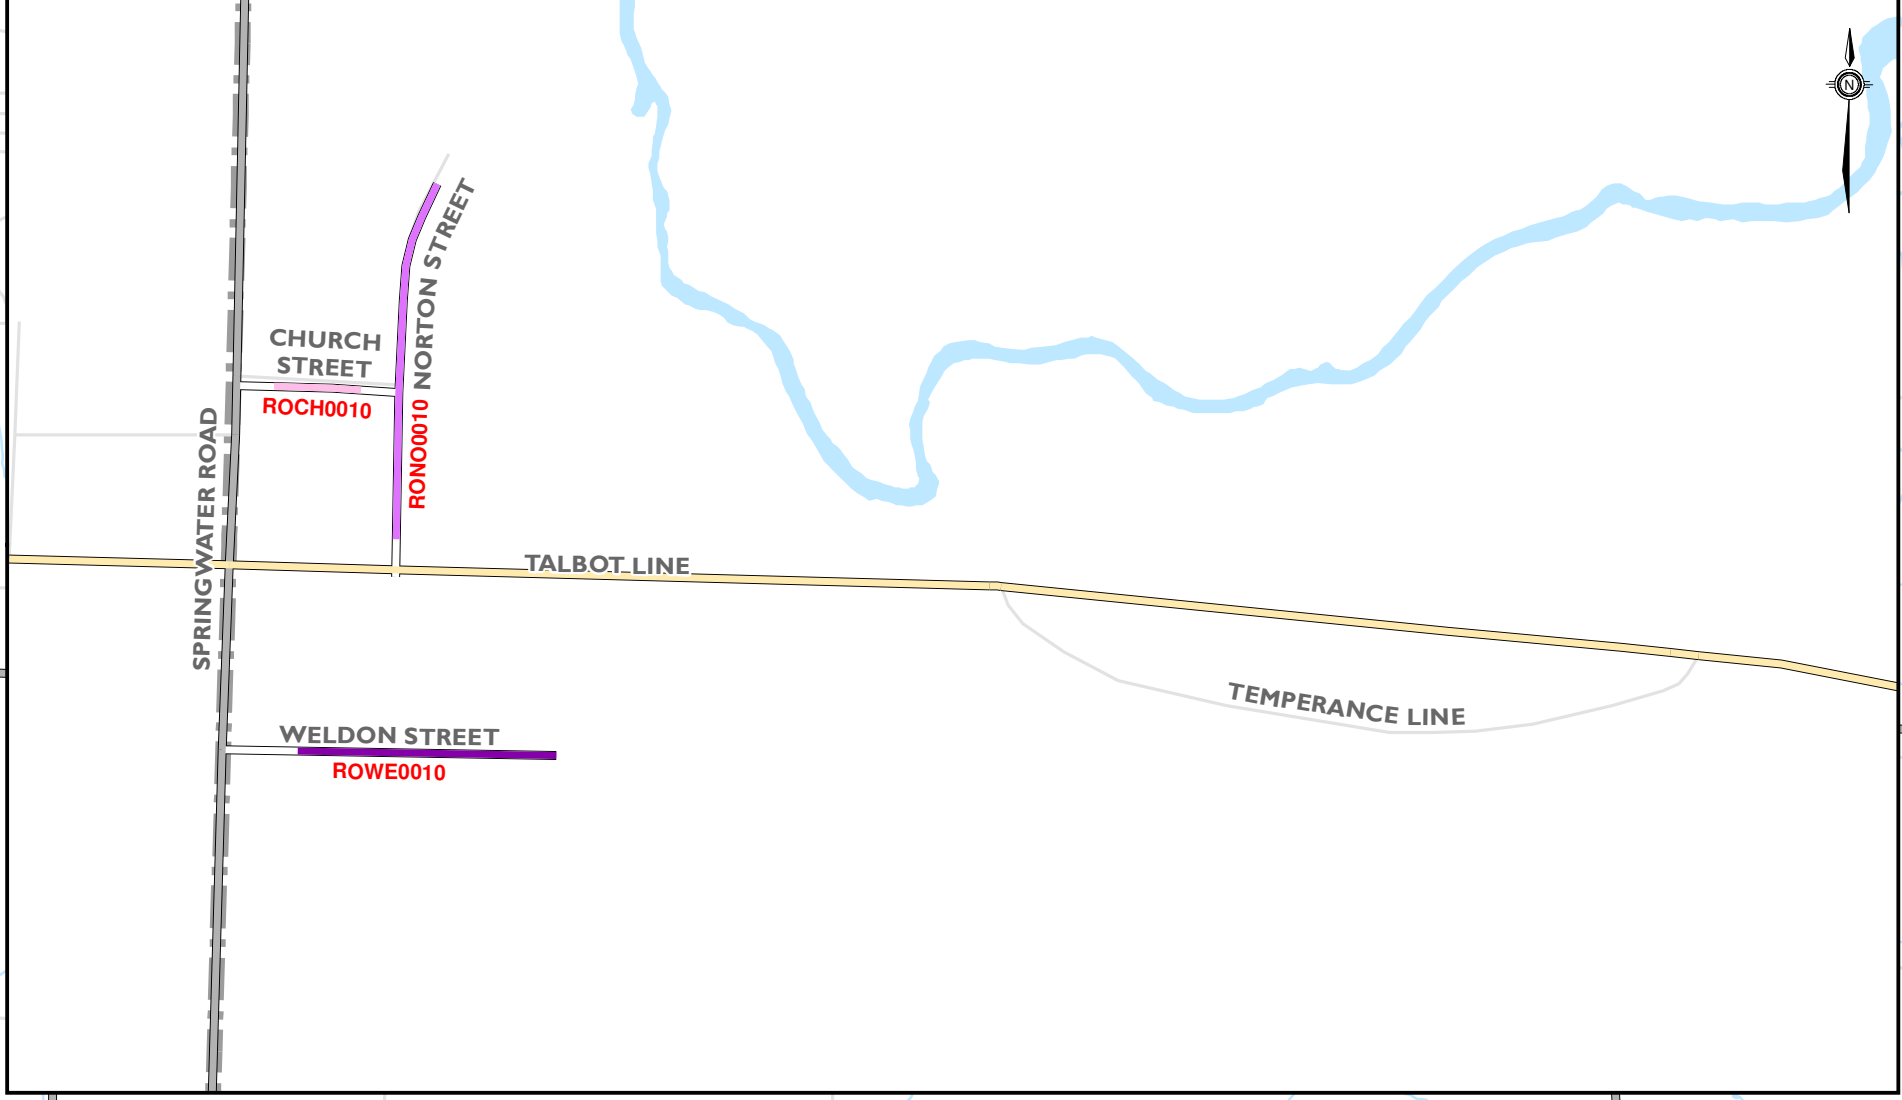 N
NORTON STREET
CHURCH
STREET
ROCH0010
RONO0010
SPRINGWATER ROAD
TALBOT LINE
TEMPERANCE LINE
WELDON STREET
ROWE0010